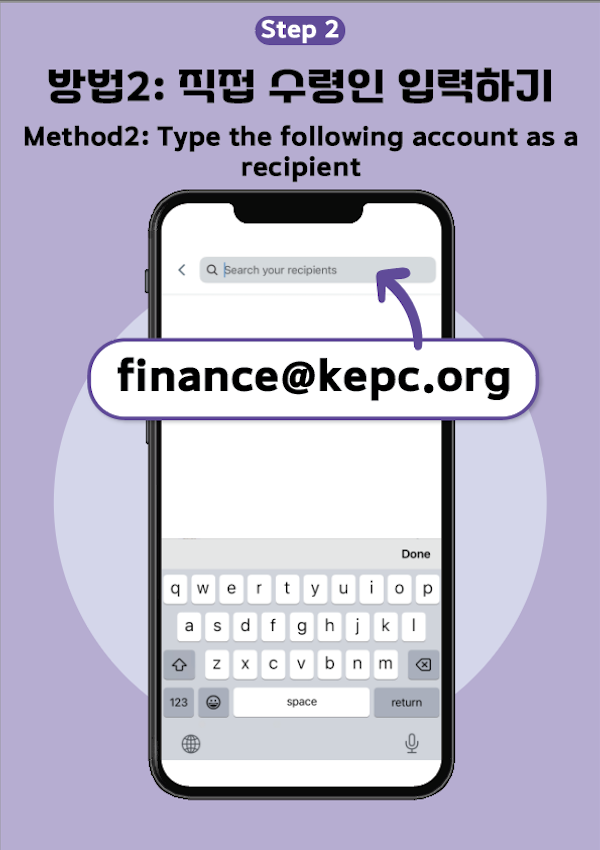 Step 2
방법2: 직접 수령인 입력하기
Method2: Type the following account as a
recipient
Search your recipients
finance@kepc.org
Done
q w e r t y u i o p
a s d f g h j k l
z x c v b n m
123 space return